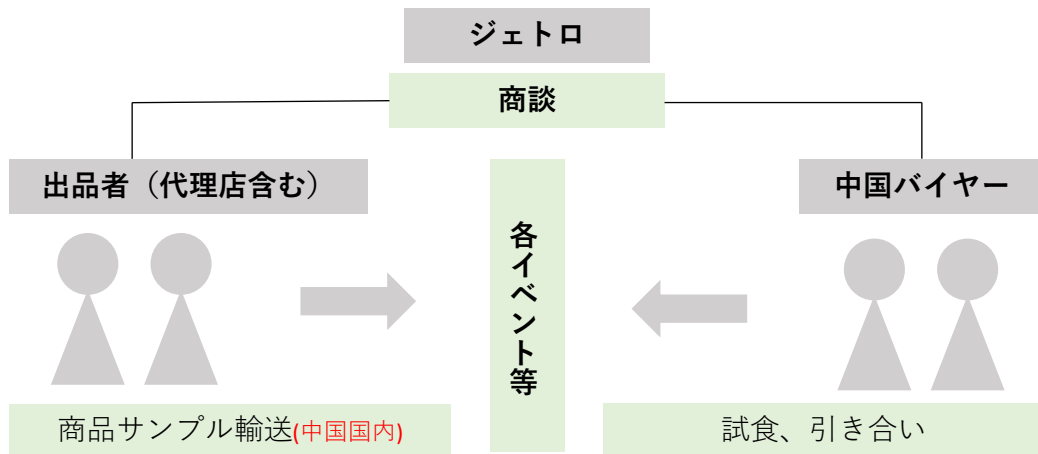 ジェトロ
商談
出品者（代理店含む）
中国バイヤー
各イベント等
商品サンプル輸送(中国国内)
試食、引き合い